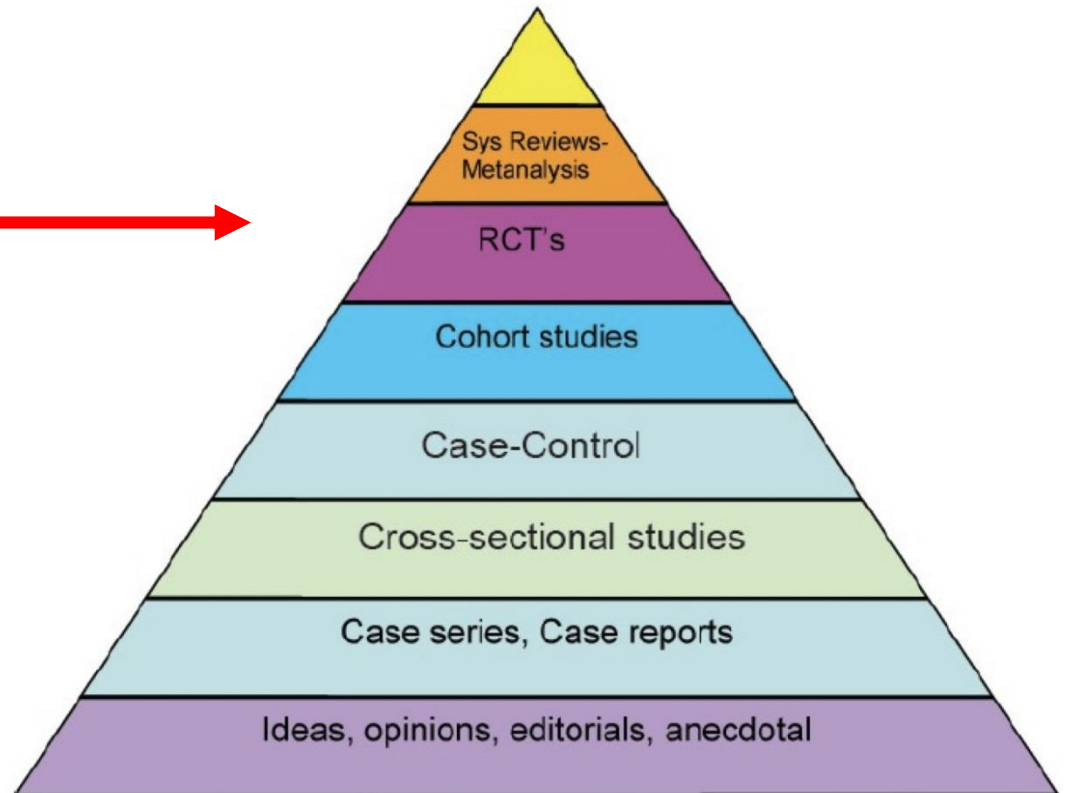 Sys Reviews-
Metanalysis
RCT's
Cohort studies
Case-Control
Cross-sectional studies
Case series, Case reports
Ideas, opinions, editorials, anecdotal